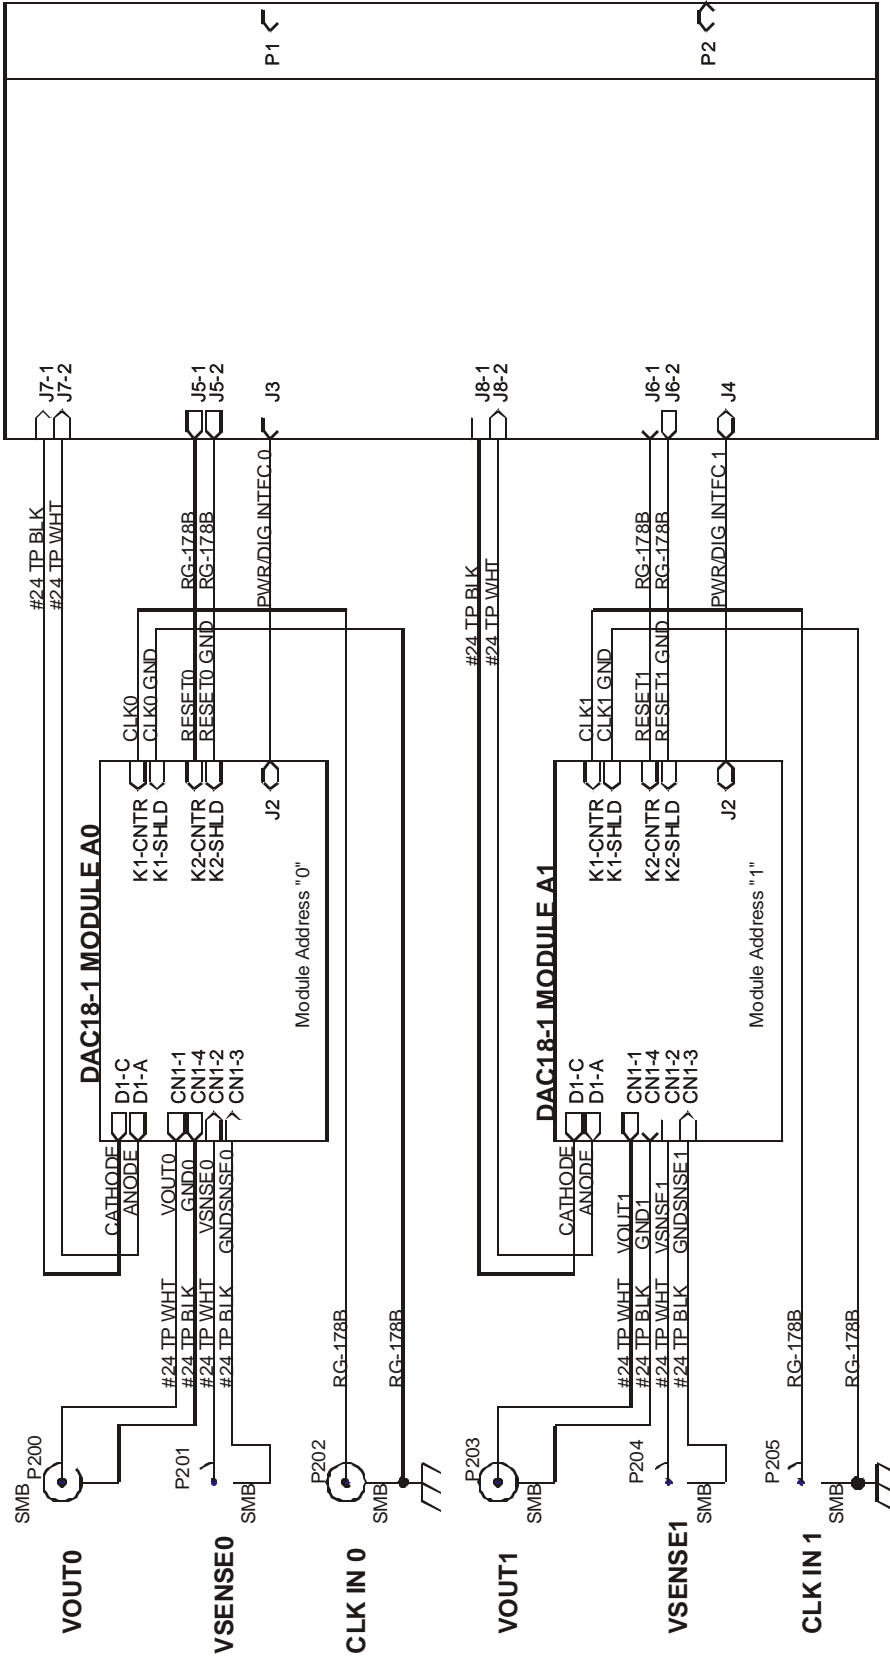 P1
P2
J7-1
J7-2
J5-1
J5-2
J3
J8-1
J8-2
J6-1
J6-2
J4
#24 TP BLK
#24 TP WHT
RG-178B
RG-178B
PWR/DIG INTFC 0
#24 TP BLK
#24 TP WHT
RG-178B
RG-178B
PWR/DIG INTFC 1
CLK0
CLK0 GND
RESET0
RESET0 GND
CLK1
CLK1 GND
RESET1
RESET1 GND
DAC18-1 MODULE A0
K1-CNTR
K1-SHLD
K2-CNTR
K2-SHLD
J2
Module Address "0"
D1-C
D1-A
CN1-1
CN1-4
CN1-2
CN1-3
DAC18-1 MODULE A1
K1-CNTR
K1-SHLD
K2-CNTR
K2-SHLD
J2
Module Address "1"
D1-C
D1-A
CN1-1
CN1-4
CN1-2
CN1-3
CATHODE
ANODE
VOUT0
GND0
VSNSE0
GNDSNSE0
CATHODE
ANODE
VOUT1
GND1
VSNSE1
GNDSNSE1
#24 TP WHT
#24 TP BLK
#24 TP WHT
#24 TP BLK
RG-178B
RG-178B
#24 TP WHT
#24 TP BLK
#24 TP WHT
#24 TP BLK
RG-178B
RG-178B
SMB
P200
P201
SMB
P202
SMB
P203
SMB
P204
SMB
P205
SMB
VOUT0
VSENSE0
CLK IN 0
VOUT1
VSENSE1
CLK IN 1